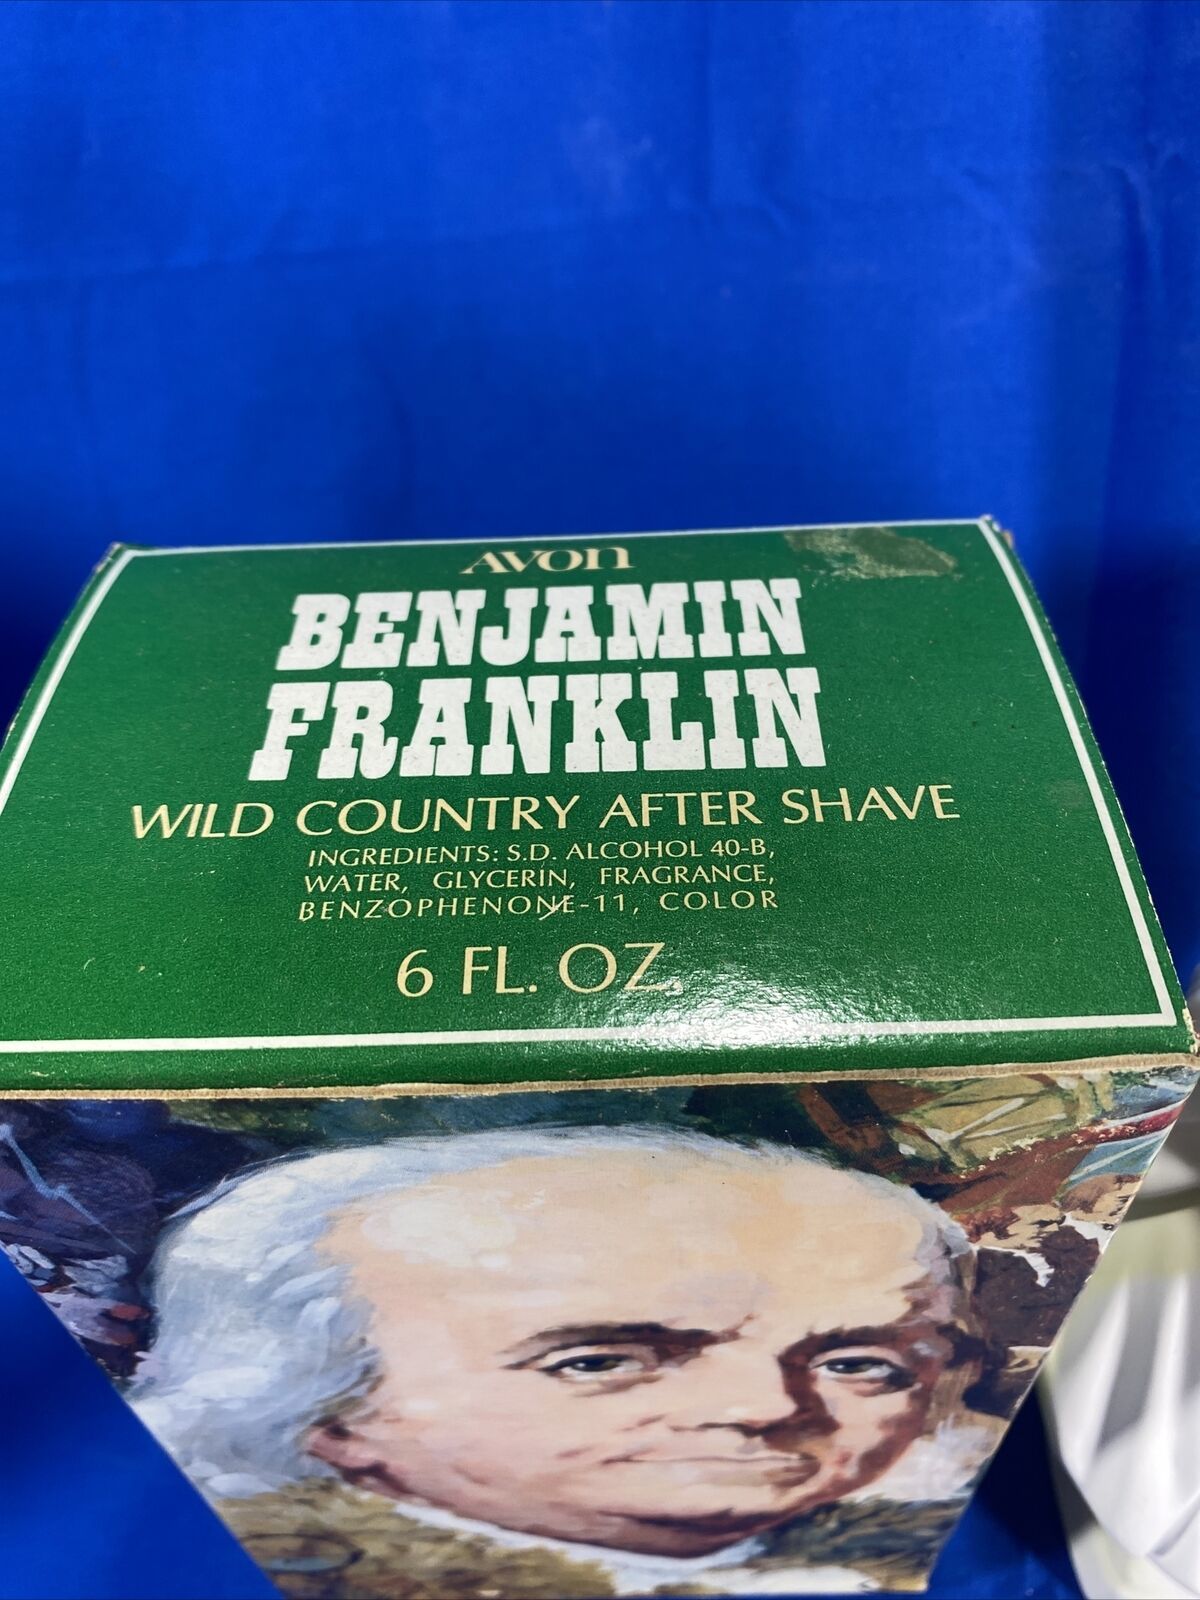 AVON
BENJAMIN
FRANKLIN
WILD COUNTRY AFTER SHAVE
INGREDIENTS: S.D. ALCOHOL 40-B,
WATER, GLYCERIN, FRAGRANCE,
BENZOPHENONE-11, COLOR
6 FL. OZ.